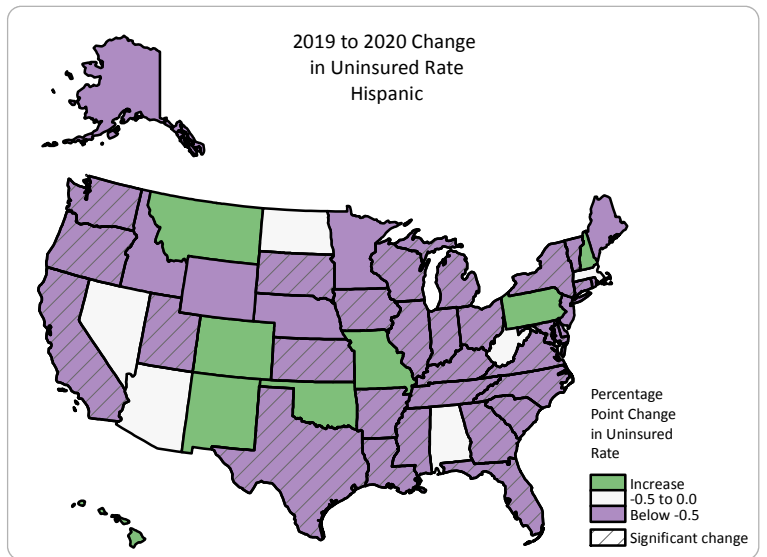 2019 to 2020 Change
in Uninsured Rate
Hispanic
Percentage
Point Change
in Uninsured
Rate
Increase
-0.5 to 0.0
Below -0.5
Significant change